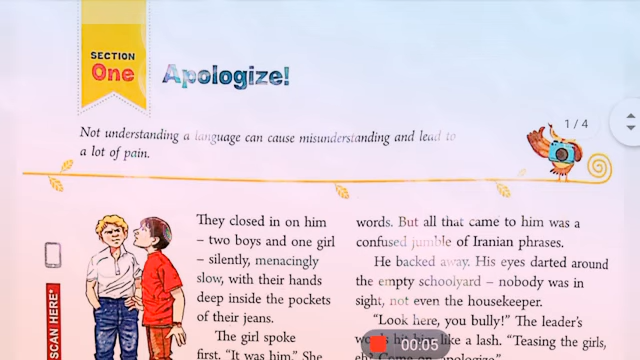 SECTION
One
Apologize!
1 / 4
Not understanding a language can cause misunderstanding and lead to
a lot of pain.
They closed in on him
– two boys and one girl
– silently, menacingly
slow, with their hands
deep inside the pockets
of their jeans.
The girl spoke
first. "It was him." She
words. But all that came to him was a
confused jumble of Iranian phrases.
He backed away. His eyes darted around
the empty schoolyard – nobody was in
sight, not even the housekeeper.
"Look here, you bully!" The leader's
like a lash. "Teasing the girls,
eh? Come on, apologize"
SCAN HERE*
00:05